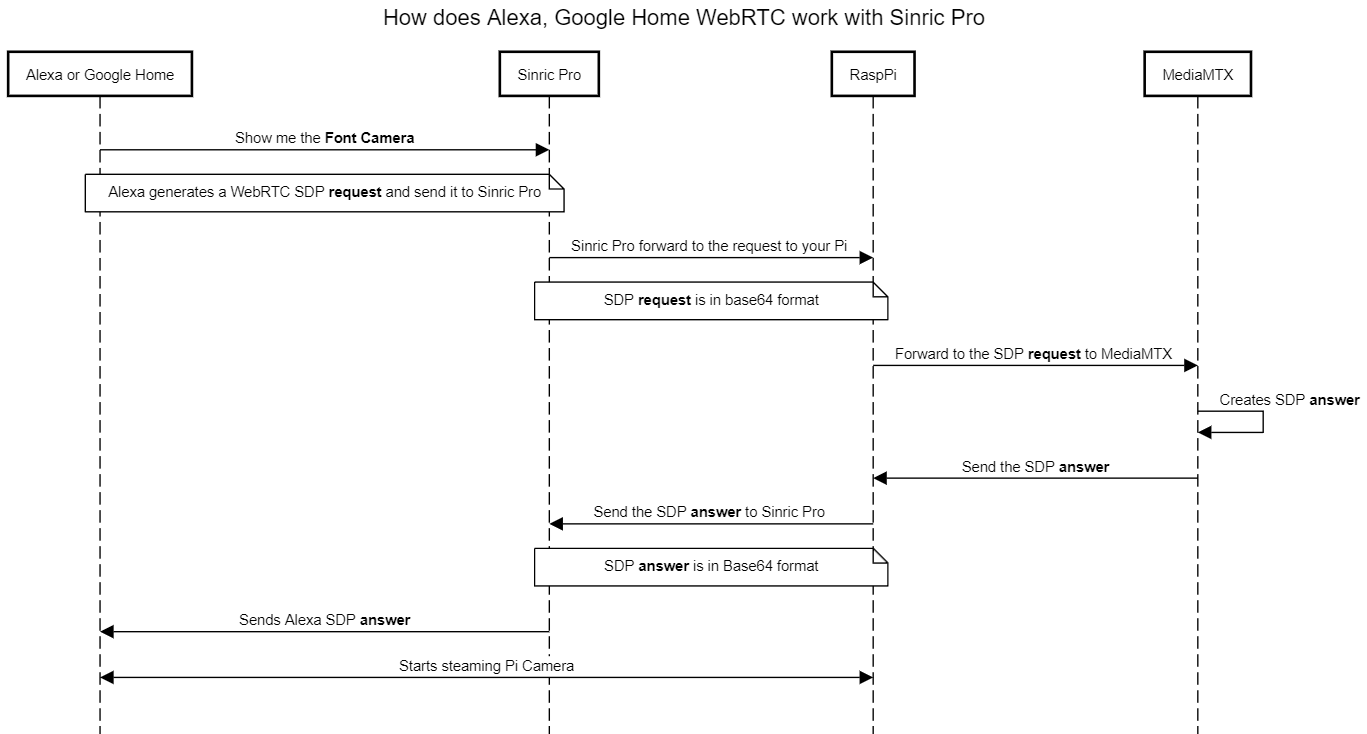 How does Alexa, Google Home WebRTC work with Sinric Pro
Alexa or Google Home
Sinric Pro
RaspPi
MediaMTX
Show me the Font Camera
Alexa generates a WebRTC SDP request and send it to Sinric Pro
Sinric Pro forward to the request to your Pi
SDP request is in base64 format
Forward to the SDP request to MediaMTX
Creates SDP answer
Send the SDP answer
Send the SDP answer to Sinric Pro
SDP answer is in Base64 format
Sends Alexa SDP answer
Starts steaming Pi Camera